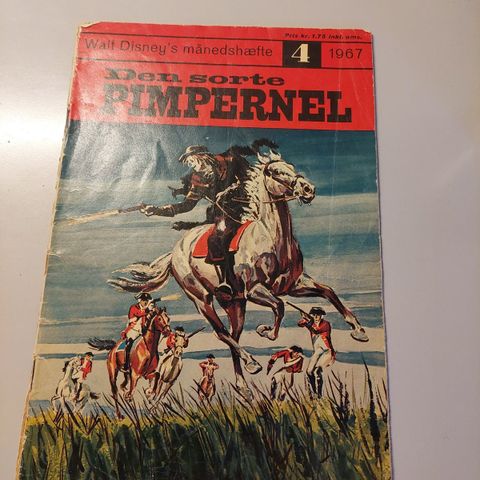 Pris kr. 1.75 inkl. oms.
Walt Disney's månedshæfte 4 1967
Den sorte
PIMPERNEL